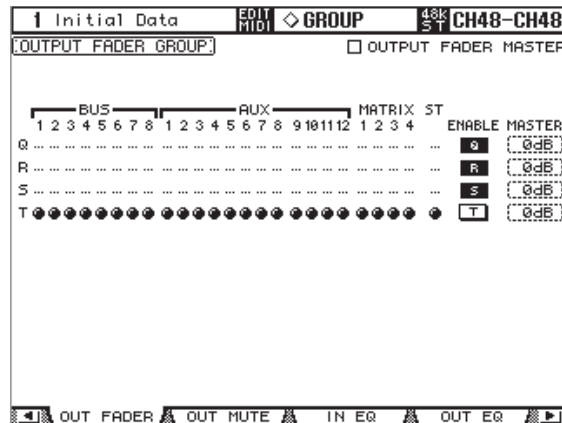 1 Initial Data EDIT MIDI ◇ GROUP 48k ST CH48-CH48
OUTPUT FADER GROUP □ OUTPUT FADER MASTER
BUS AUX MATRIX ST
1 2 3 4 5 6 7 8 1 2 3 4 5 6 7 8 9 10 11 12 1 2 3 4 ENABLE MASTER
Q Q 0dB
R R 0dB
S S 0dB
T T 0dB
OUT FADER OUT MUTE IN EQ OUT EQ